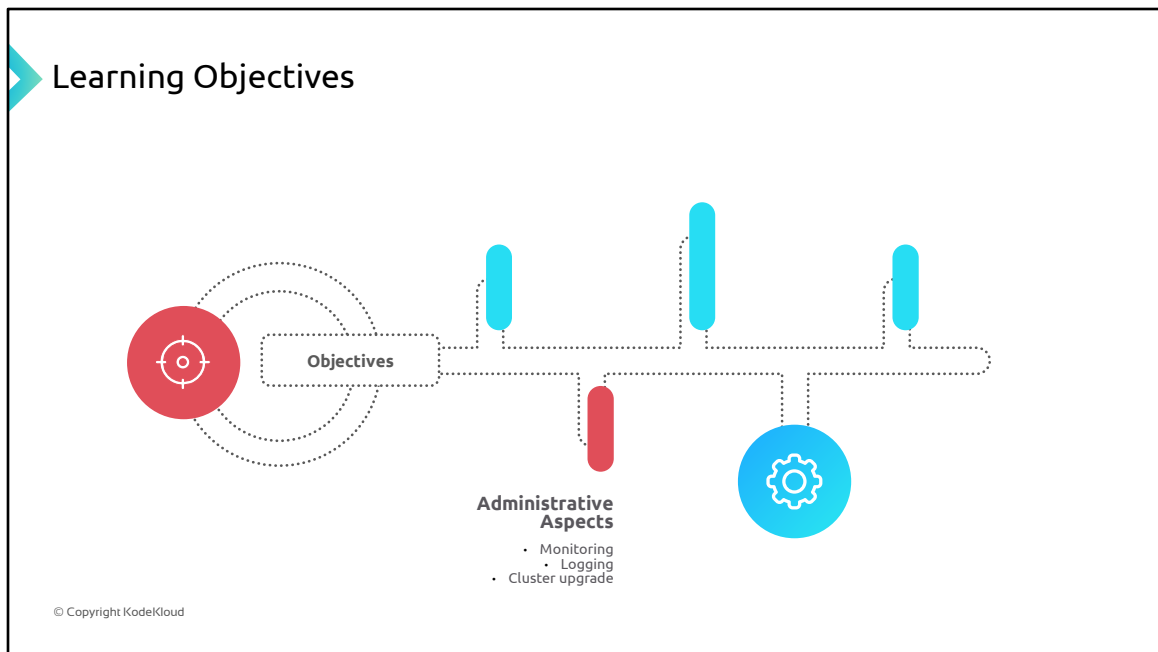 Learning Objectives
Objectives
Administrative
Aspects
• Monitoring
• Logging
• Cluster upgrade
© Copyright KodeKloud